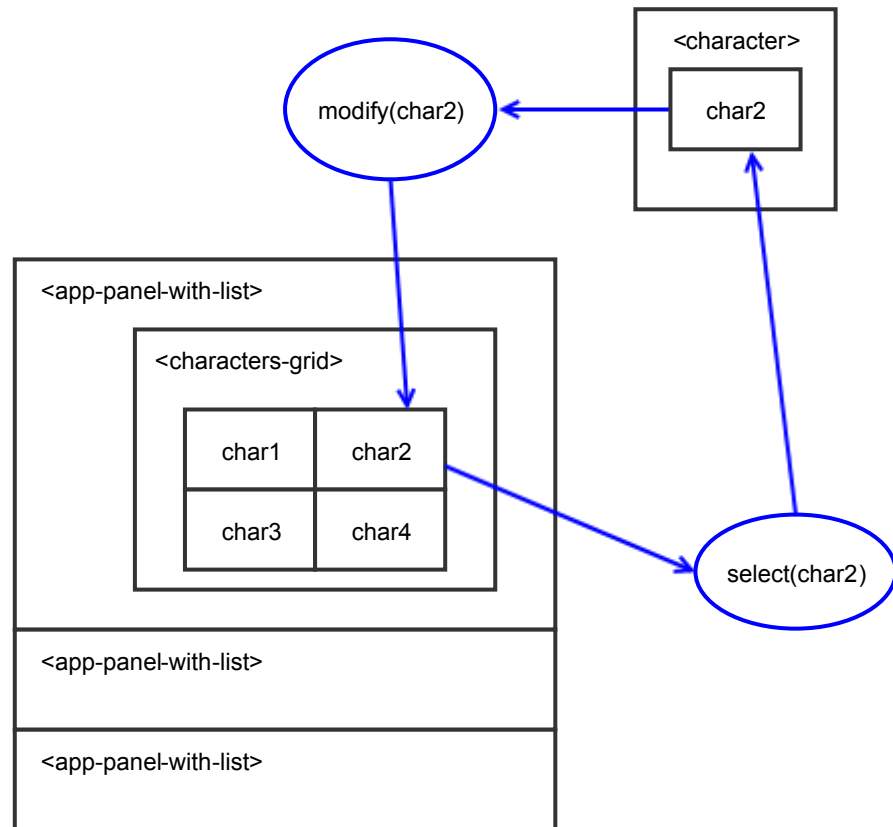 <character>
modify(char2)
char2
<app-panel-with-list>
<characters-grid>
char1
char2
char3
char4
select(char2)
<app-panel-with-list>
<app-panel-with-list>